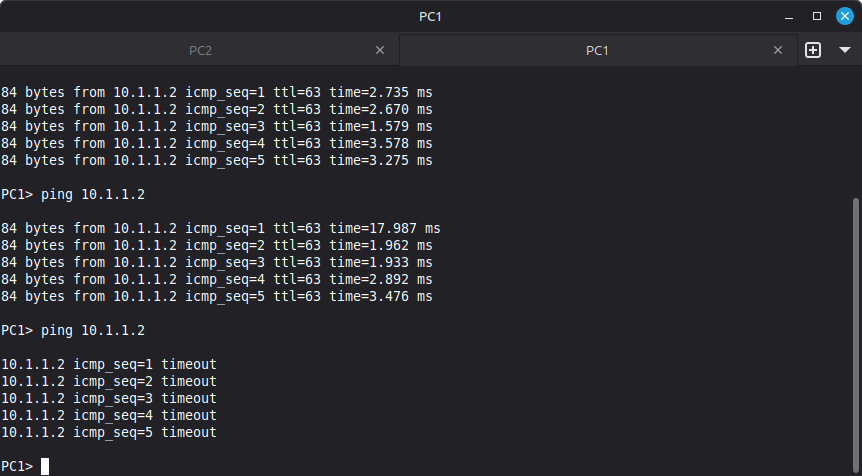 PC1
PC2
PC1
84 bytes from 10.1.1.2 icmp_seq=1 ttl=63 time=2.735 ms
84 bytes from 10.1.1.2 icmp_seq=2 ttl=63 time=2.670 ms
84 bytes from 10.1.1.2 icmp_seq=3 ttl=63 time=1.579 ms
84 bytes from 10.1.1.2 icmp_seq=4 ttl=63 time=3.578 ms
84 bytes from 10.1.1.2 icmp_seq=5 ttl=63 time=3.275 ms
PC1> ping 10.1.1.2
84 bytes from 10.1.1.2 icmp_seq=1 ttl=63 time=17.987 ms
84 bytes from 10.1.1.2 icmp_seq=2 ttl=63 time=1.962 ms
84 bytes from 10.1.1.2 icmp_seq=3 ttl=63 time=1.933 ms
84 bytes from 10.1.1.2 icmp_seq=4 ttl=63 time=2.892 ms
84 bytes from 10.1.1.2 icmp_seq=5 ttl=63 time=3.476 ms
PC1> ping 10.1.1.2
10.1.1.2 icmp_seq=1 timeout
10.1.1.2 icmp_seq=2 timeout
10.1.1.2 icmp_seq=3 timeout
10.1.1.2 icmp_seq=4 timeout
10.1.1.2 icmp_seq=5 timeout
PC1>